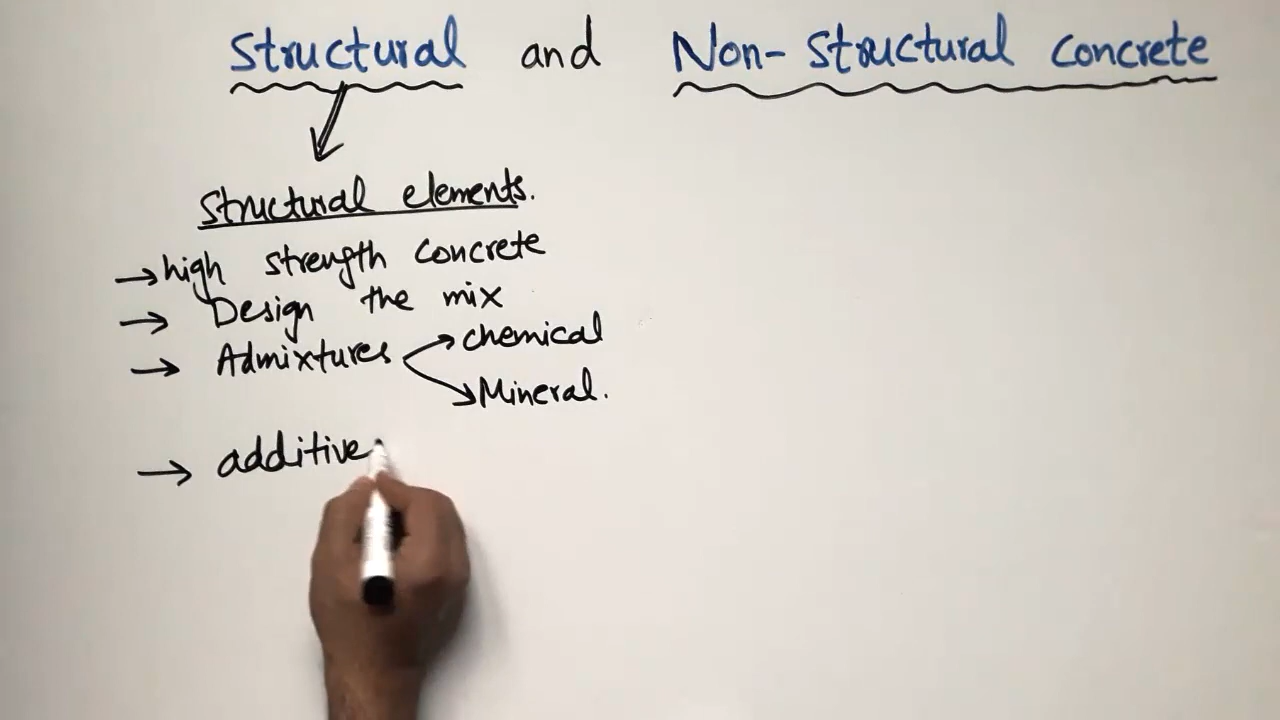 Structural and Non-Structural Concrete
Structural elements.
→ high strength concrete
→ Design the mix
→ Admixtures → chemical
→ Mineral.
→ additive